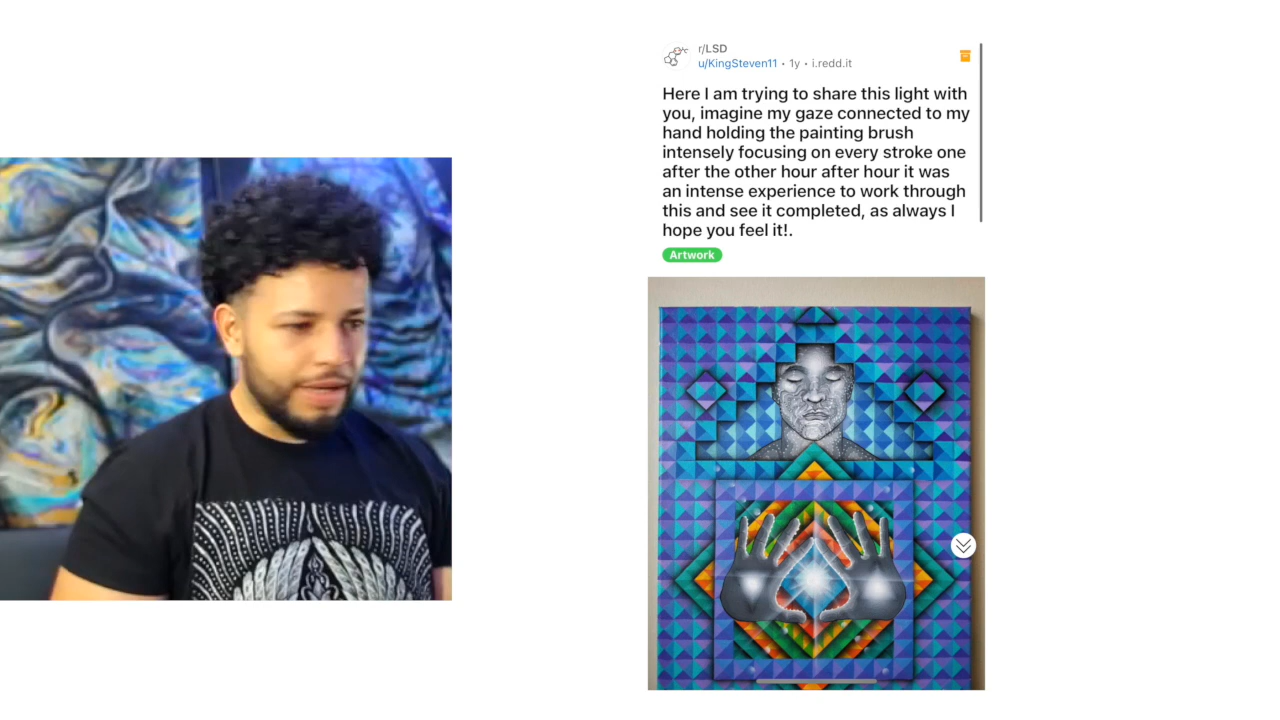 r/LSD
u/KingSteven11 • 1y • i.redd.it
Here I am trying to share this light with
you, imagine my gaze connected to my
hand holding the painting brush
intensely focusing on every stroke one
after the other hour after hour it was
an intense experience to work through
this and see it completed, as always I
hope you feel it!.
Artwork